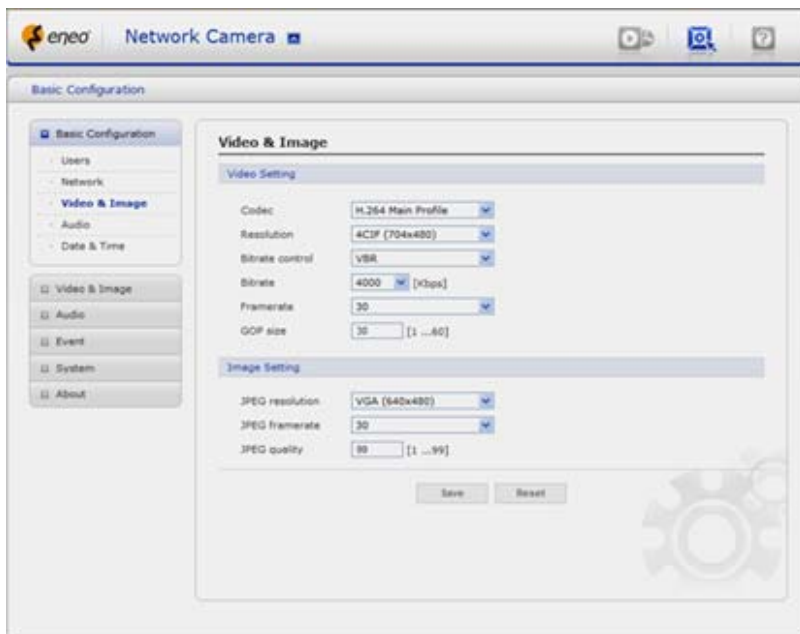 eneo Network Camera
Basic Configuration
Basic Configuration
Users
Network
Video & Image
Audio
Date & Time
Video & Image
Audio
Event
System
About
Video & Image
Video Setting
Codec H.264 Main Profile
Resolution 4CIF (704x480)
Bitrate control VBR
Bitrate 4000 [Kbps]
Framerate 30
GOP size 30 [1 ...60]
Image Setting
JPEG resolution VGA (640x480)
JPEG framerate 30
JPEG quality 99 [1 ...99]
Save Reset